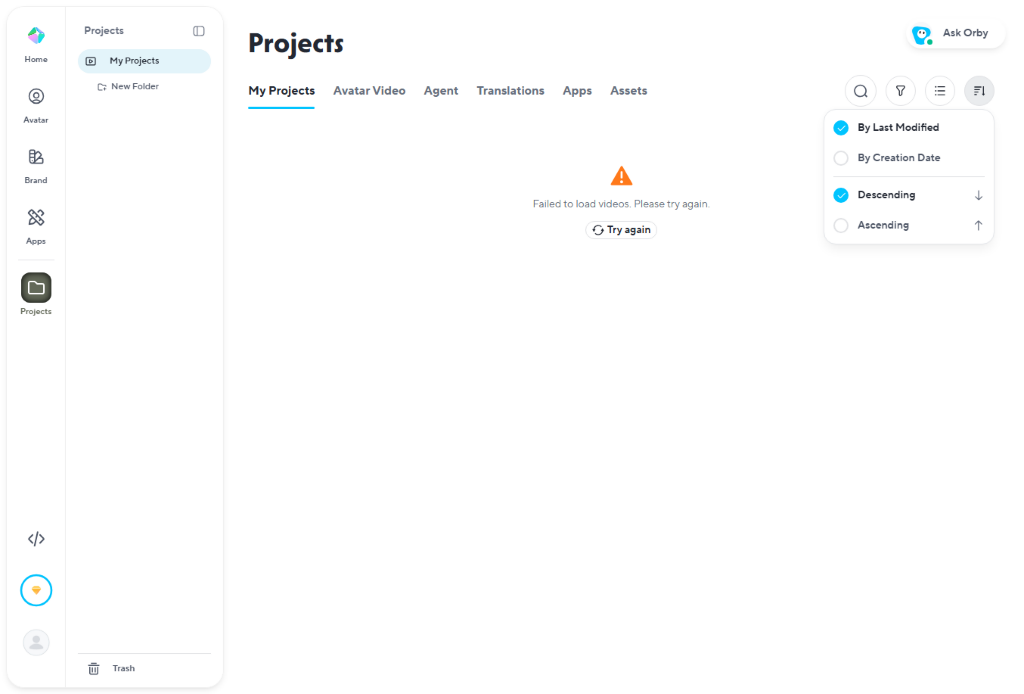 Home
Avatar
Brand
Apps
Projects
Projects
My Projects
New Folder
Trash
Projects
Ask Orby
My Projects Avatar Video Agent Translations Apps Assets
By Last Modified
By Creation Date
Descending
Ascending
Failed to load videos. Please try again.
Try again